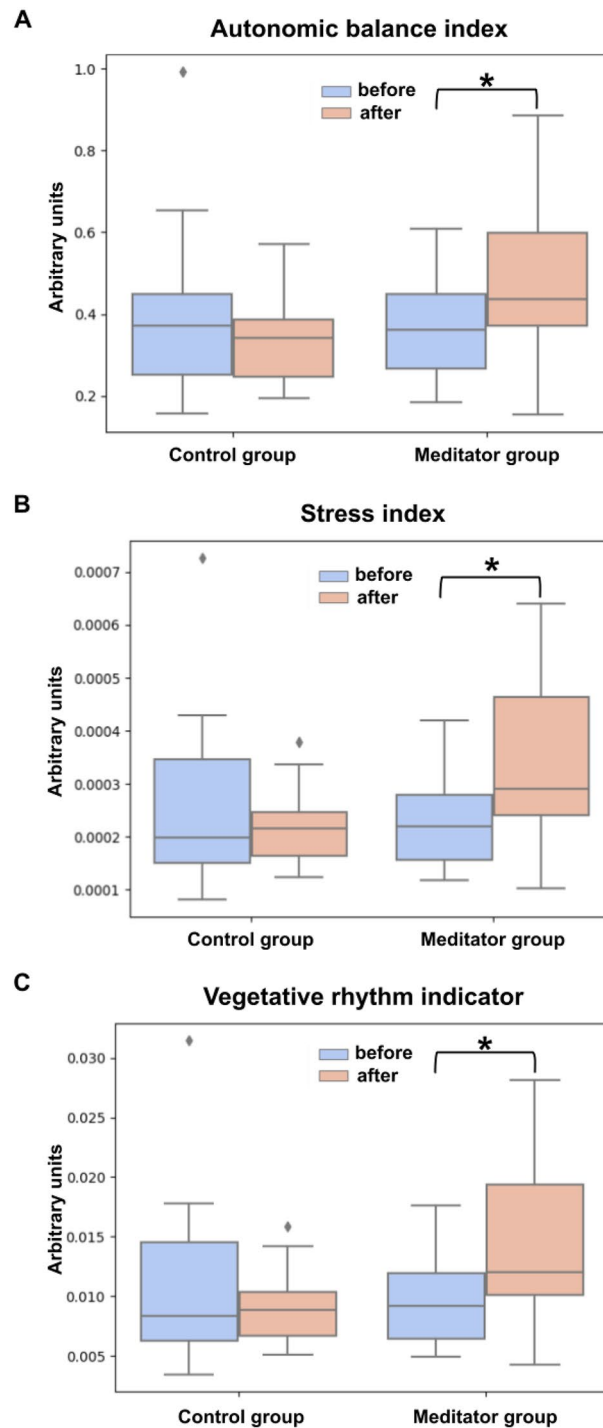 A
Autonomic balance index
1.0
before
*
after
0.8
Arbitrary units
0.6
0.4
0.2
Control group
Meditator group
B
Stress index
0.0007
before
*
after
0.0006
0.0005
Arbitrary units
0.0004
0.0003
0.0002
0.0001
Control group
Meditator group
C
Vegetative rhythm indicator
0.030
before
*
after
0.025
0.020
Arbitrary units
0.015
0.010
0.005
Control group
Meditator group